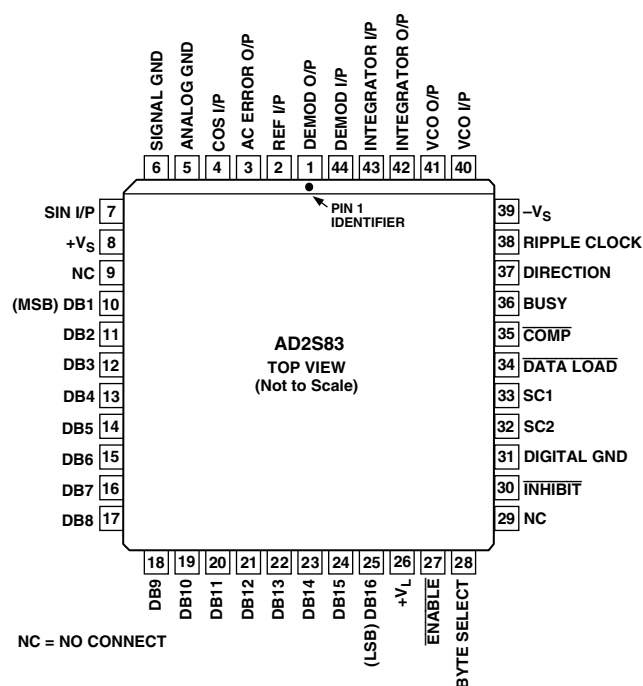 SIGNAL GND
ANALOG GND
COS I/P
AC ERROR O/P
REF I/P
DEMOD O/P
DEMOD I/P
INTEGRATOR I/P
INTEGRATOR O/P
VCO O/P
VCO I/P
6 5 4 3 2 1 44 43 42 41 40
PIN 1
IDENTIFIER
SIN I/P 7
+VS 8
NC 9
(MSB) DB1 10
DB2 11
DB3 12
DB4 13
DB5 14
DB6 15
DB7 16
DB8 17
AD2S83
TOP VIEW
(Not to Scale)
39 –VS
38 RIPPLE CLOCK
37 DIRECTION
36 BUSY
35 COMP
34 DATA LOAD
33 SC1
32 SC2
31 DIGITAL GND
30 INHIBIT
29 NC
18 19 20 21 22 23 24 25 26 27 28
DB9
DB10
DB11
DB12
DB13
DB14
DB15
(LSB) DB16
+VL
ENABLE
BYTE SELECT
NC = NO CONNECT